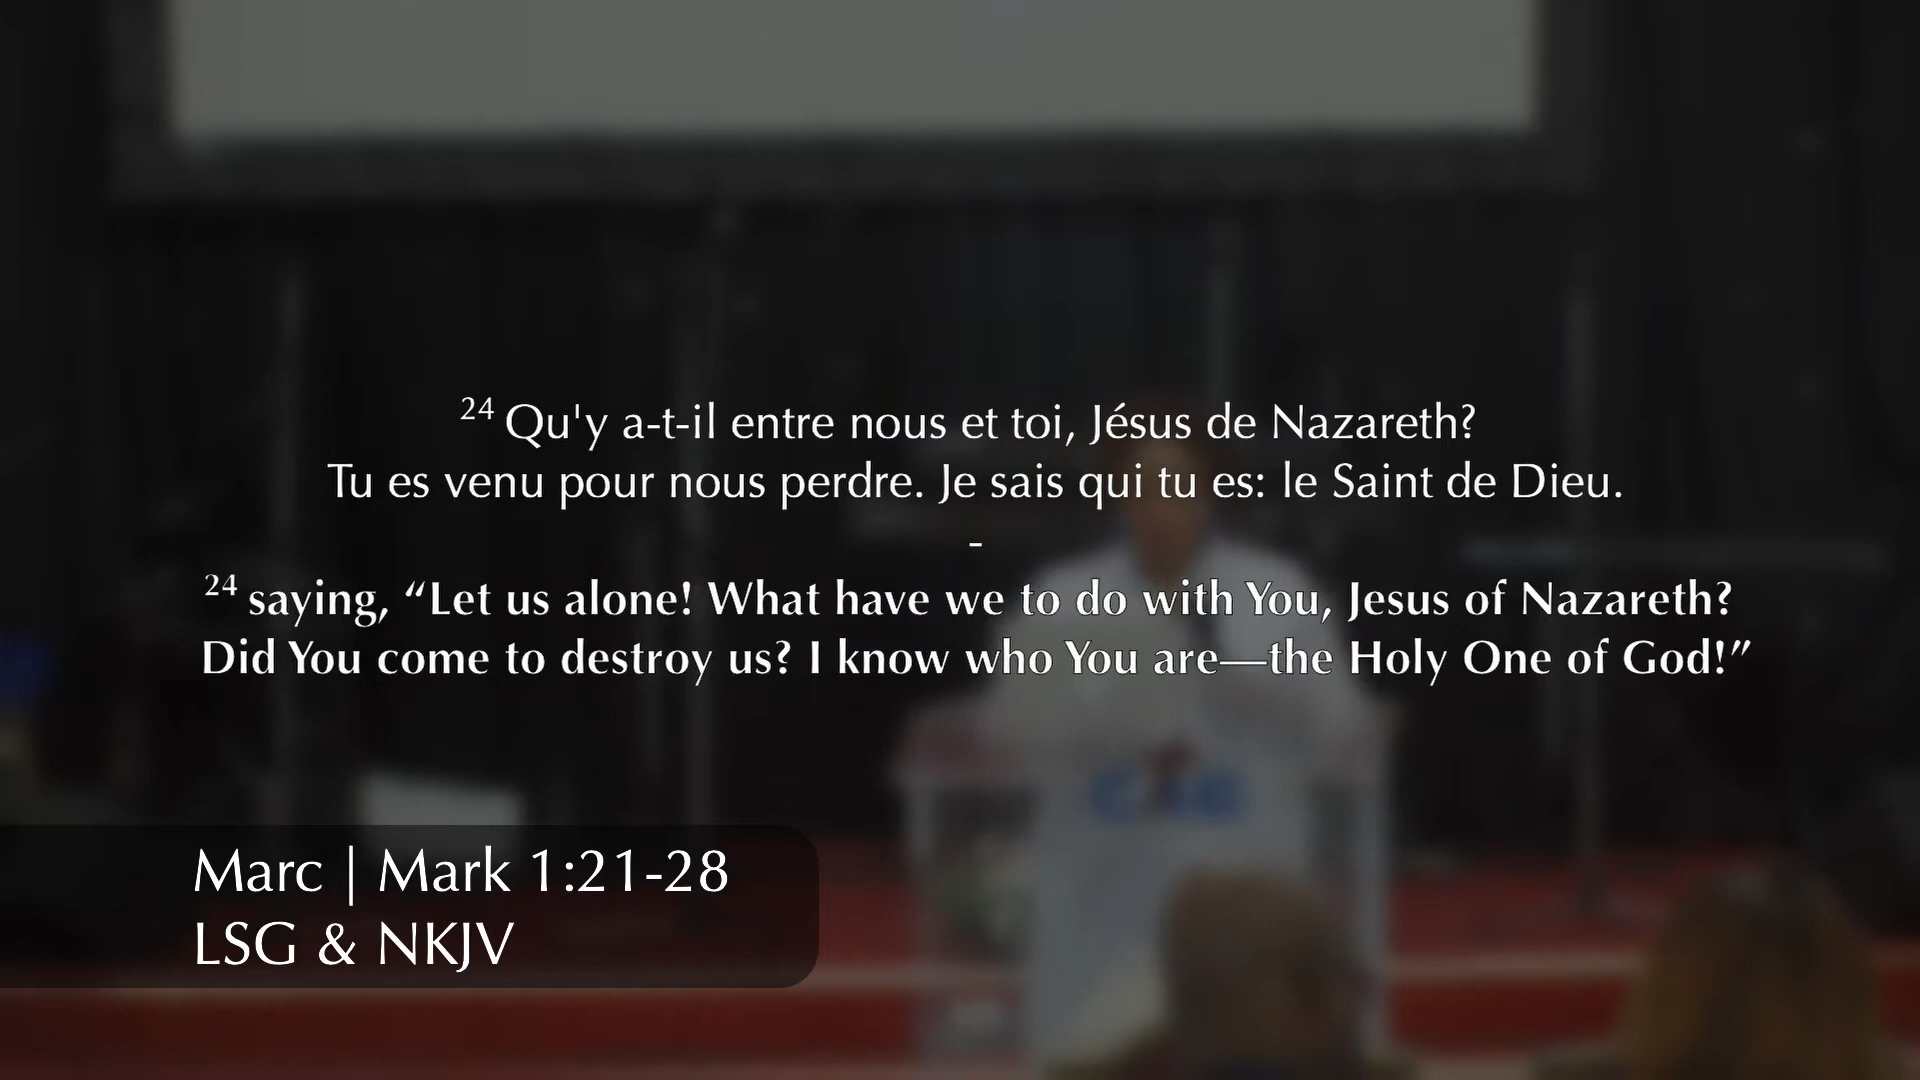 24 Qu'y a-t-il entre nous et toi, Jésus de Nazareth?
Tu es venu pour nous perdre. Je sais qui tu es: le Saint de Dieu.
-
24 saying, “Let us alone! What have we to do with You, Jesus of Nazareth?
Did You come to destroy us? I know who You are—the Holy One of God!”
Marc | Mark 1:21-28
LSG & NKJV